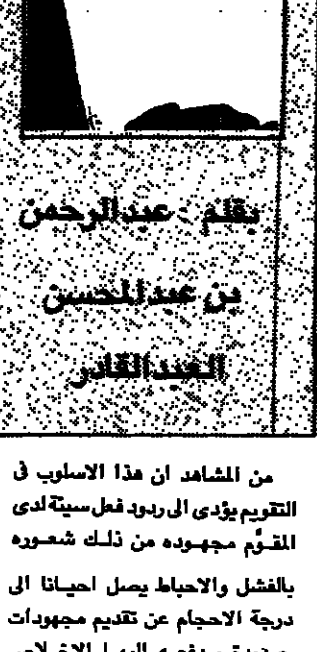 بقلم : عبدالرحمن
بن عبدالمحسن
العبدالقادر
من المشاهد ان هذا الاسلوب في
التقويم يؤدى الى ردود فعل سيئة لدى
المقوَّم مجهوده من ذلك شعوره
بالفشل والاحباط يصل احيانا الى
درجة الاحجام عن تقديم مجهودات